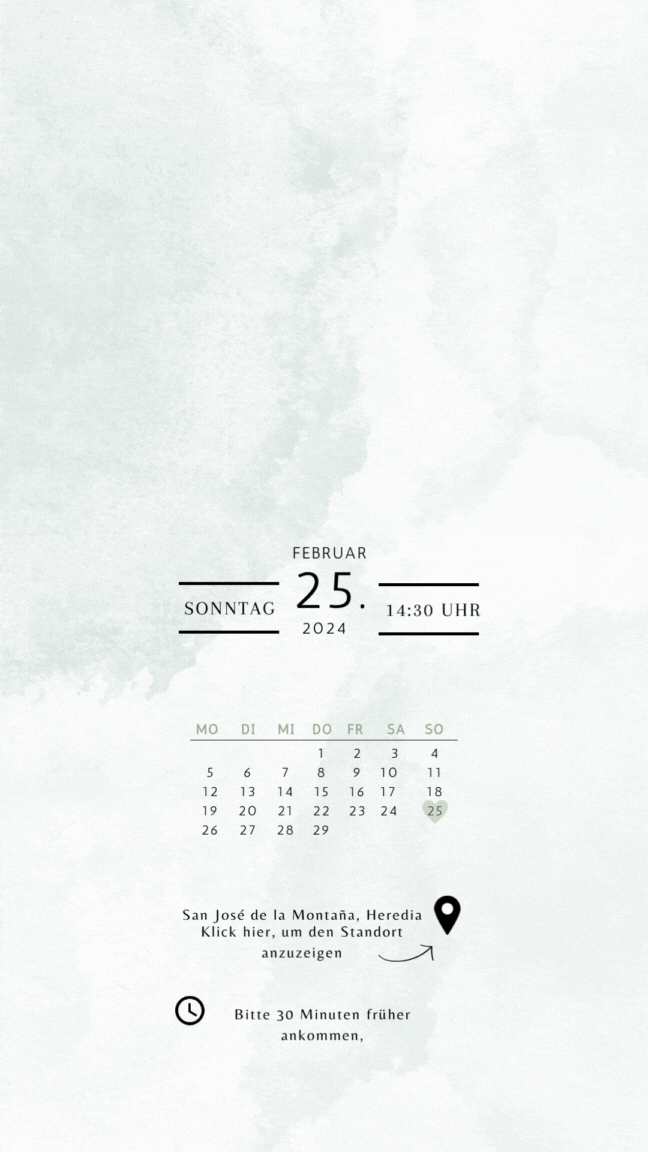 FEBRUAR
SONNTAG 25. 14:30 UHR
2024
MO DI MI DO FR SA SO
1 2 3 4
5 6 7 8 9 10 11
12 13 14 15 16 17 18
19 20 21 22 23 24 25
26 27 28 29
San José de la Montaña, Heredia
Klick hier, um den Standort
anzuzeigen
Bitte 30 Minuten früher
ankommen,